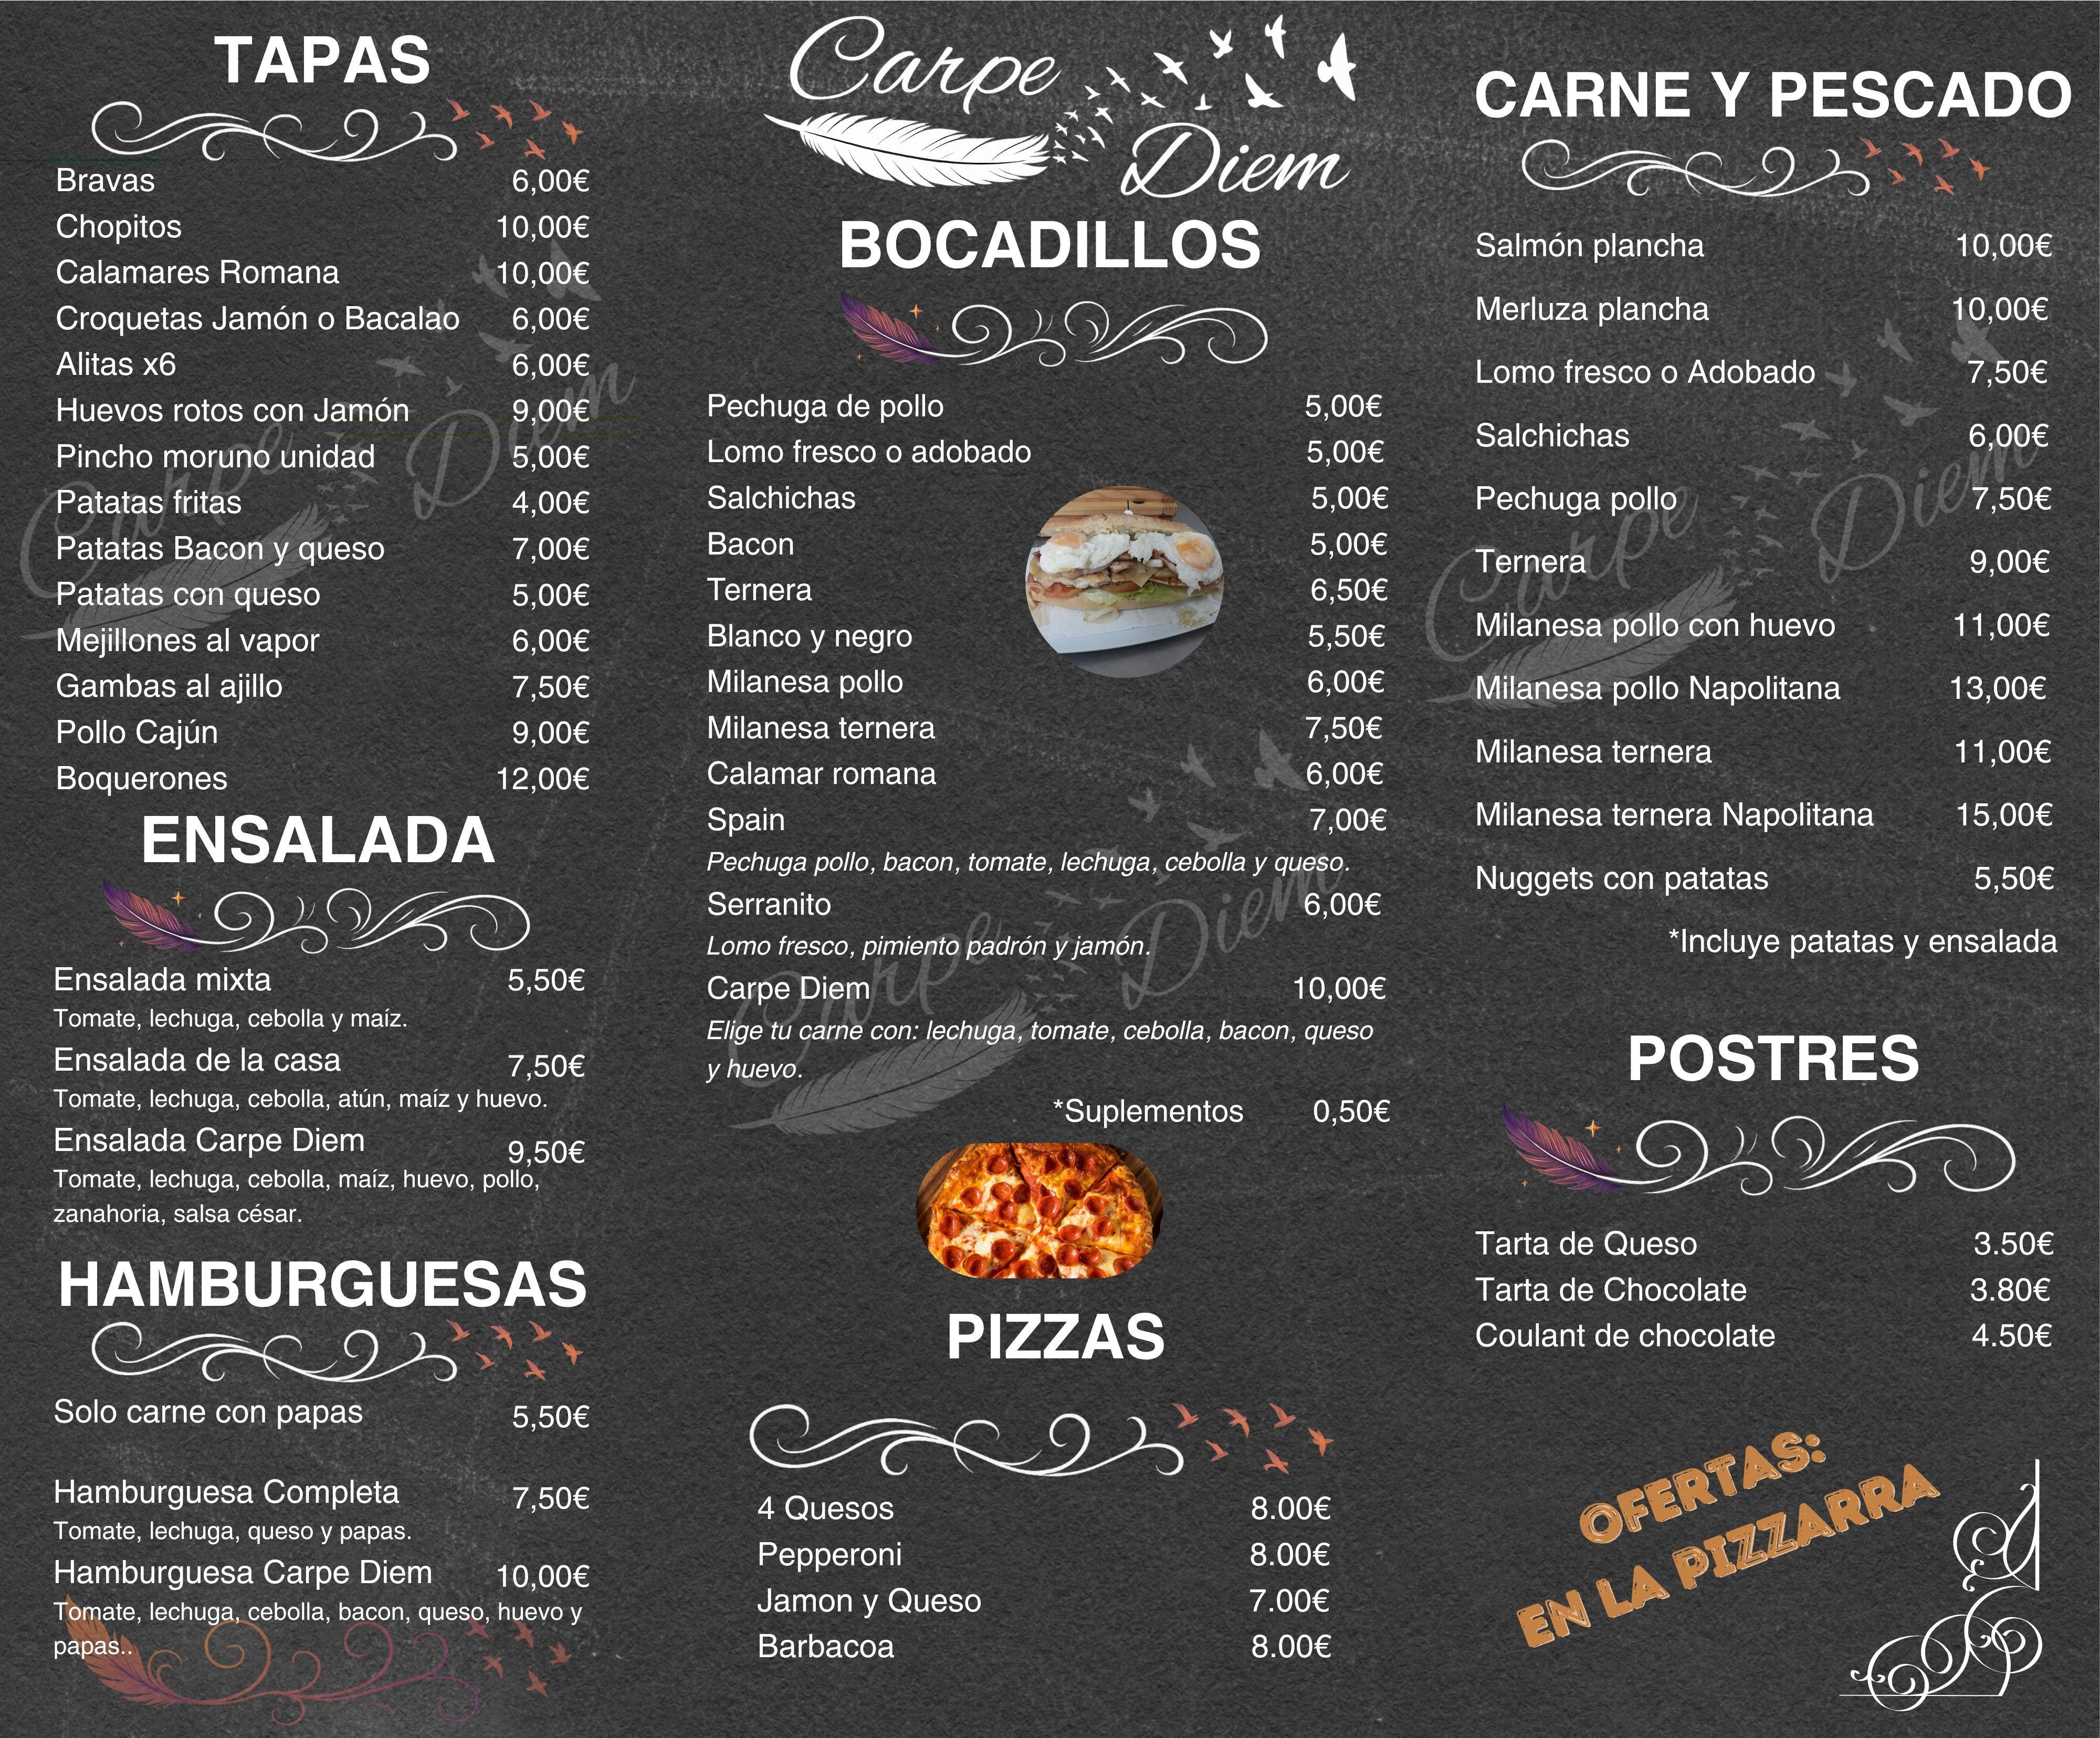 TAPAS
Bravas 6,00€
Chopitos 10,00€
Calamares Romana 10,00€
Croquetas Jamón o Bacalao 6,00€
Alitas x6 6,00€
Huevos rotos con Jamón 9,00€
Pincho moruno unidad 5,00€
Patatas fritas 4,00€
Patatas Bacon y queso 7,00€
Patatas con queso 5,00€
Mejillones al vapor 6,00€
Gambas al ajillo 7,50€
Pollo Cajún 9,00€
Boquerones 12,00€
Carpe
Diem
ENSALADA
Ensalada mixta 5,50€
Tomate, lechuga, cebolla y maíz.
Ensalada de la casa 7,50€
Tomate, lechuga, cebolla, atún, maíz y huevo.
Ensalada Carpe Diem 9,50€
Tomate, lechuga, cebolla, maíz, huevo, pollo,
zanahoria, salsa césar.
HAMBURGUESAS
Solo carne con papas 5,50€
Hamburguesa Completa 7,50€
Tomate, lechuga, queso y papas.
Hamburguesa Carpe Diem 10,00€
Tomate, lechuga, cebolla, bacon, queso, huevo y
papas..
Carpe
Diem
BOCADILLOS
Pechuga de pollo 5,00€
Lomo fresco o adobado 5,00€
Salchichas 5,00€
Bacon 5,00€
Ternera 6,50€
Blanco y negro 5,50€
Milanesa pollo 6,00€
Milanesa ternera 7,50€
Calamar romana 6,00€
Spain 7,00€
Pechuga pollo, bacon, tomate, lechuga, cebolla y queso.
Serranito 6,00€
Lomo fresco, pimiento padrón y jamón.
Carpe Diem 10,00€
Elige tu carne con: lechuga, tomate, cebolla, bacon, queso
y huevo.
*Suplementos 0,50€
Carpe
Diem
PIZZAS
4 Quesos 8.00€
Pepperoni 8.00€
Jamon y Queso 7.00€
Barbacoa 8.00€
CARNE Y PESCADO
Salmón plancha 10,00€
Merluza plancha 10,00€
Lomo fresco o Adobado 7,50€
Salchichas 6,00€
Pechuga pollo 7,50€
Ternera 9,00€
Milanesa pollo con huevo 11,00€
Milanesa pollo Napolitana 13,00€
Milanesa ternera 11,00€
Milanesa ternera Napolitana 15,00€
Nuggets con patatas 5,50€
*Incluye patatas y ensalada
Carpe
Diem
POSTRES
Tarta de Queso 3.50€
Tarta de Chocolate 3.80€
Coulant de chocolate 4.50€
OFERTAS:
EN LA PIZZARRA